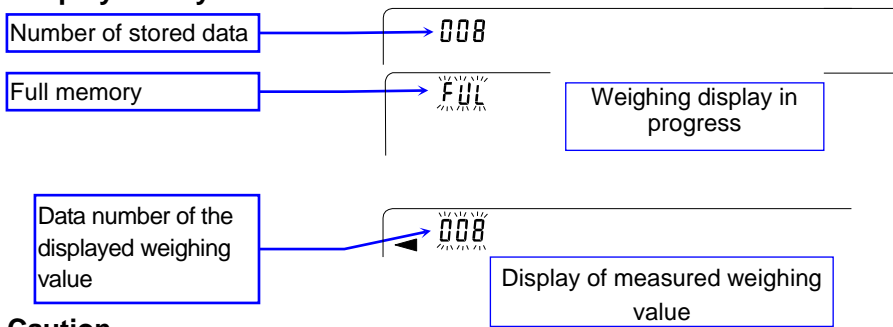 Number of stored data
008
Full memory
FUL
Weighing display in
progress
Data number of the
displayed weighing
value
008
Display of measured weighing
value
Caution